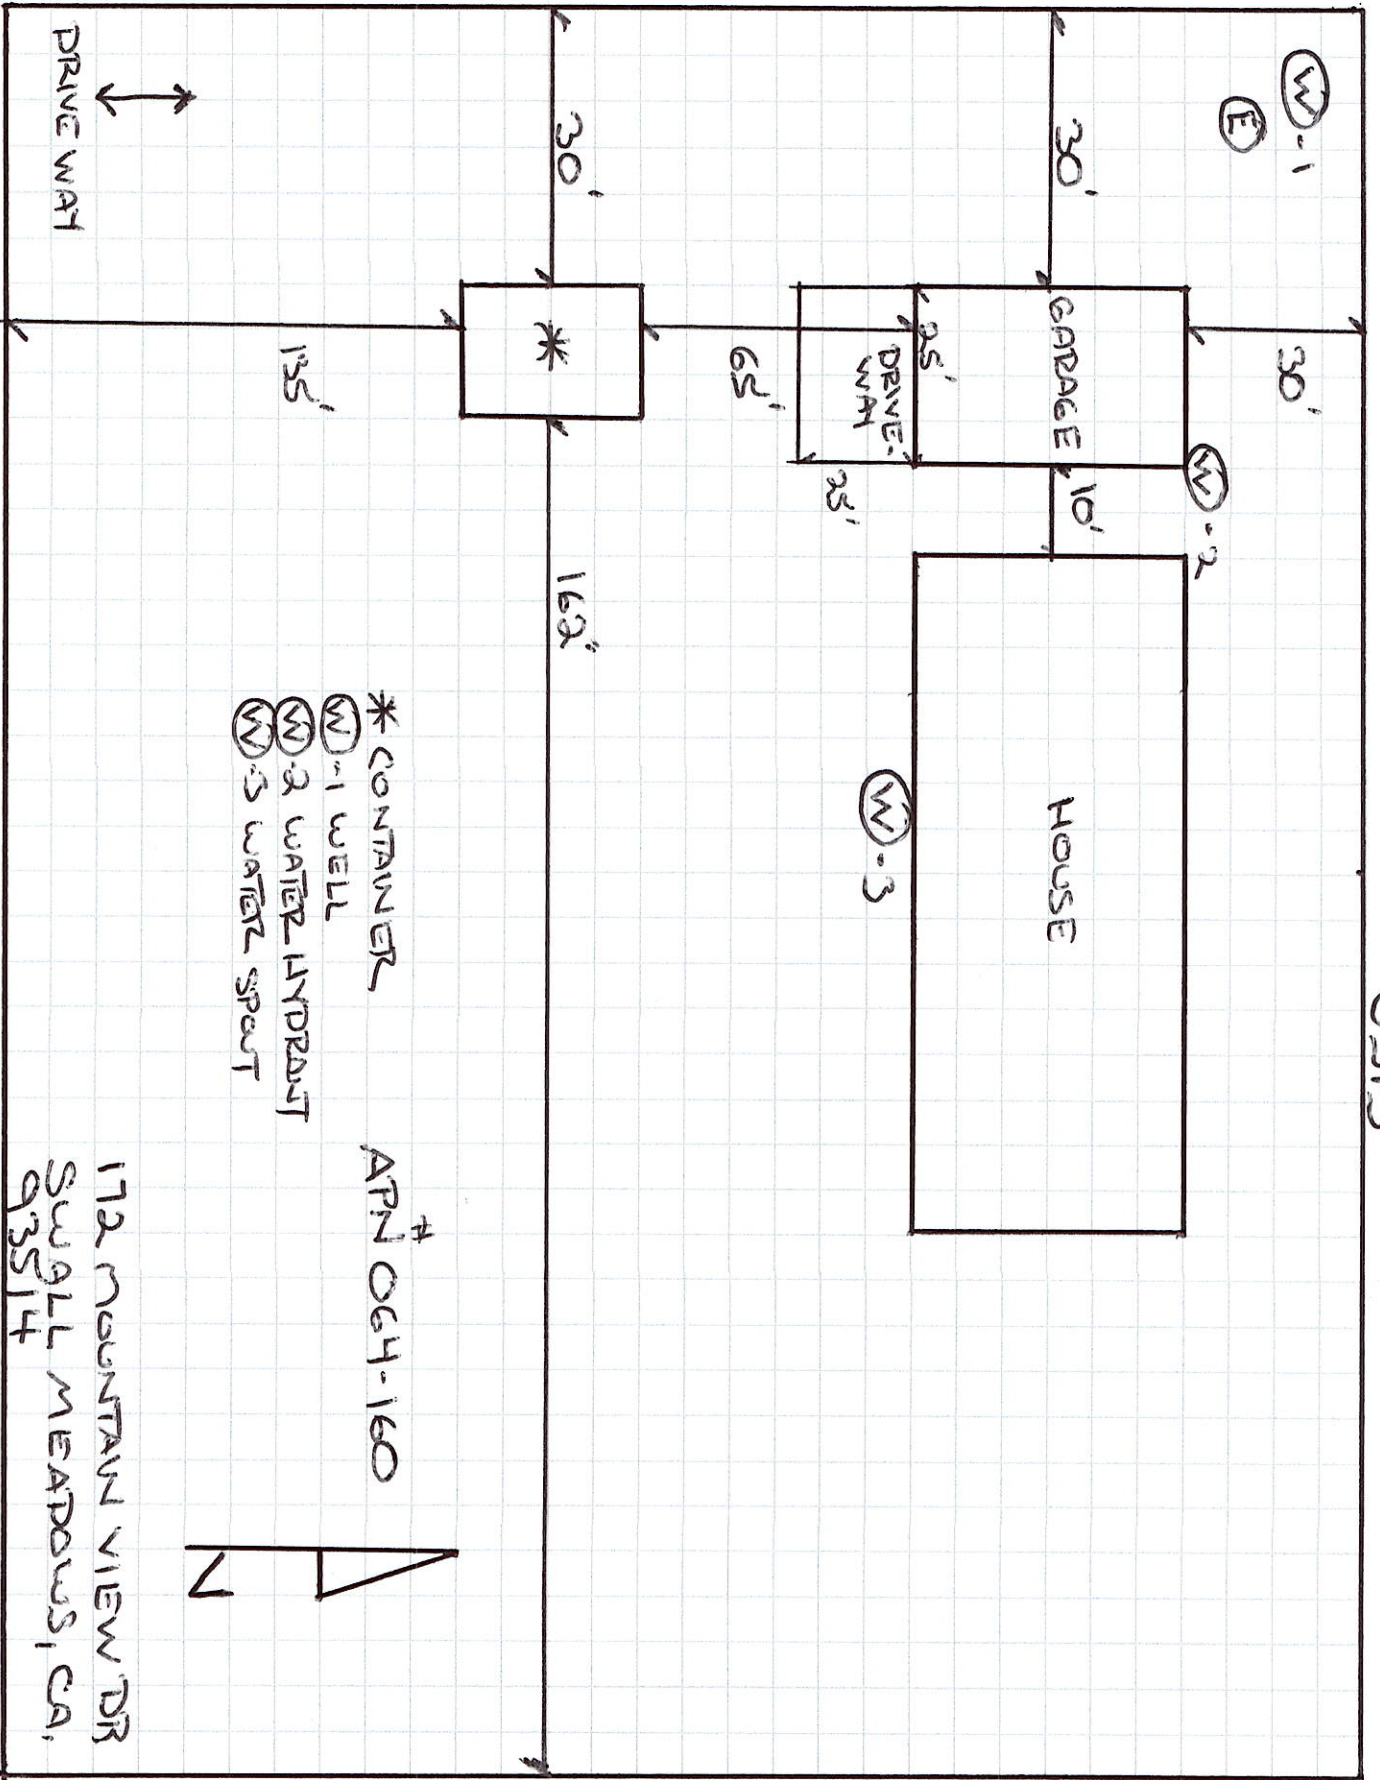 W-1
E
30'
W-2
30'
GARAGE
10'
HOUSE
25'
DRIVE-
WAY
25'
W-3
65'
30'
*
162'
135'
* CONTAINER
W-1 WELL
W-2 WATER HYDRANT
W-3 WATER SPOUT
APN# 064-160
N
DRIVE WAY
172 MOUNTAIN VIEW DR
SWALL MEADOWS, CA.
93514